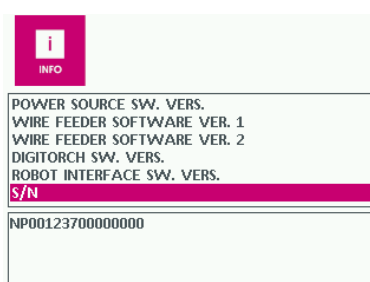 i
INFO
POWER SOURCE SW. VERS.
WIRE FEEDER SOFTWARE VER. 1
WIRE FEEDER SOFTWARE VER. 2
DIGITORCH SW. VERS.
ROBOT INTERFACE SW. VERS.
S/N
NP00123700000000